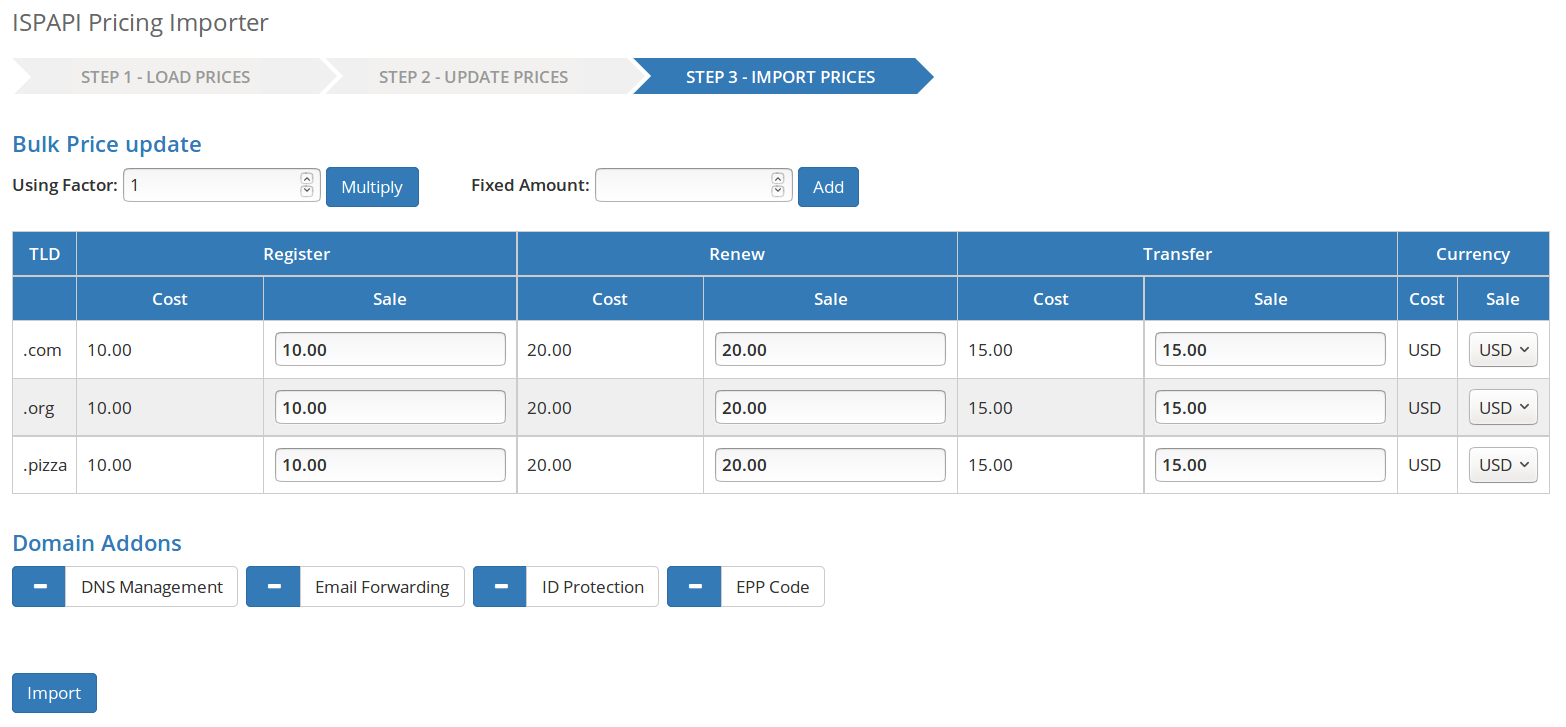 ISPAPI Pricing Importer
STEP 1 - LOAD PRICES STEP 2 - UPDATE PRICES STEP 3 - IMPORT PRICES
Bulk Price update
Using Factor: 1 Multiply Fixed Amount: Add
TLD Register Renew Transfer Currency
Cost Sale Cost Sale Cost Sale Cost Sale
.com 10.00 10.00 20.00 20.00 15.00 15.00 USD USD
.org 10.00 10.00 20.00 20.00 15.00 15.00 USD USD
.pizza 10.00 10.00 20.00 20.00 15.00 15.00 USD USD
Domain Addons
DNS Management Email Forwarding ID Protection EPP Code
Import